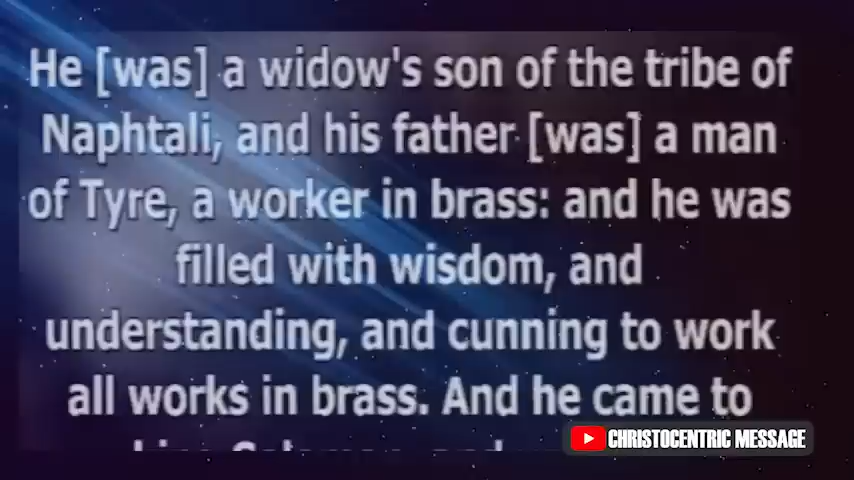 He [was] a widow's son of the tribe of
Naphtali, and his father [was] a man
of Tyre, a worker in brass: and he was
filled with wisdom, and
understanding, and cunning to work
all works in brass. And he came to
CHRISTOCENTRIC MESSAGE